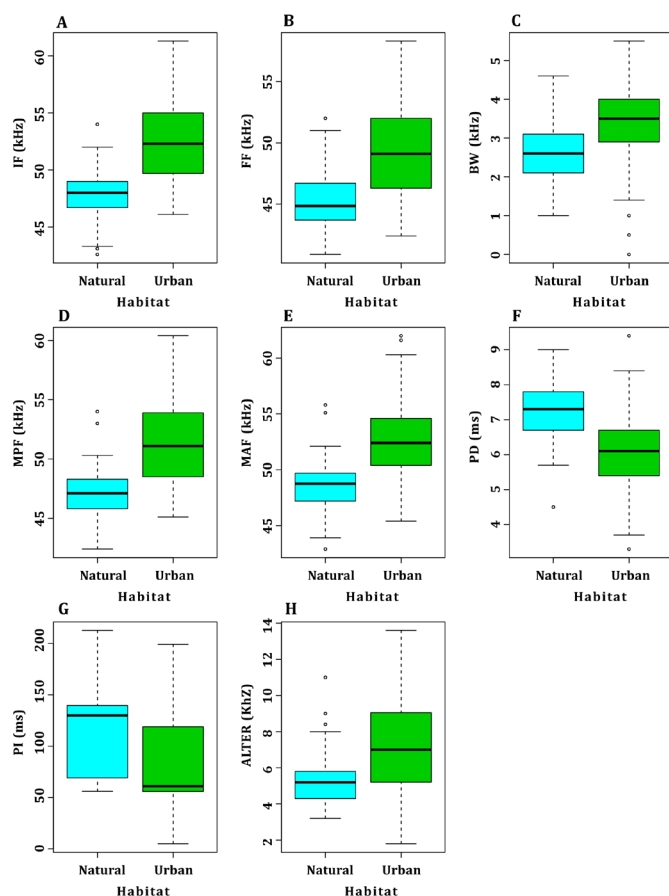 A
B
C
IF (kHz)
45 50 55 60
Natural Urban
Habitat
FF (kHz)
45 50 55
Natural Urban
Habitat
BW (kHz)
0 1 2 3 4 5
Natural Urban
Habitat
D
E
F
MPF (kHz)
45 50 55 60
Natural Urban
Habitat
MAF (kHz)
45 50 55 60
Natural Urban
Habitat
PD (ms)
4 5 6 7 8 9
Natural Urban
Habitat
G
H
PI (ms)
0 50 100 150 200
Natural Urban
Habitat
ALTER (KhZ)
2 4 6 8 10 12 14
Natural Urban
Habitat